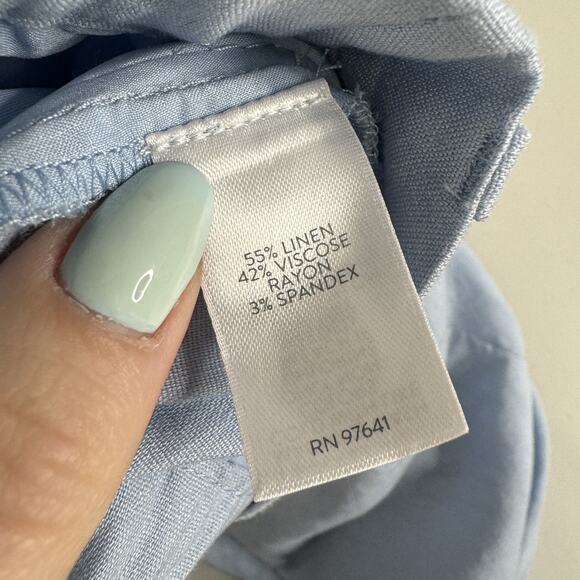 55% LINEN
42% VISCOSE
RAYON
3% SPANDEX
RN 97641